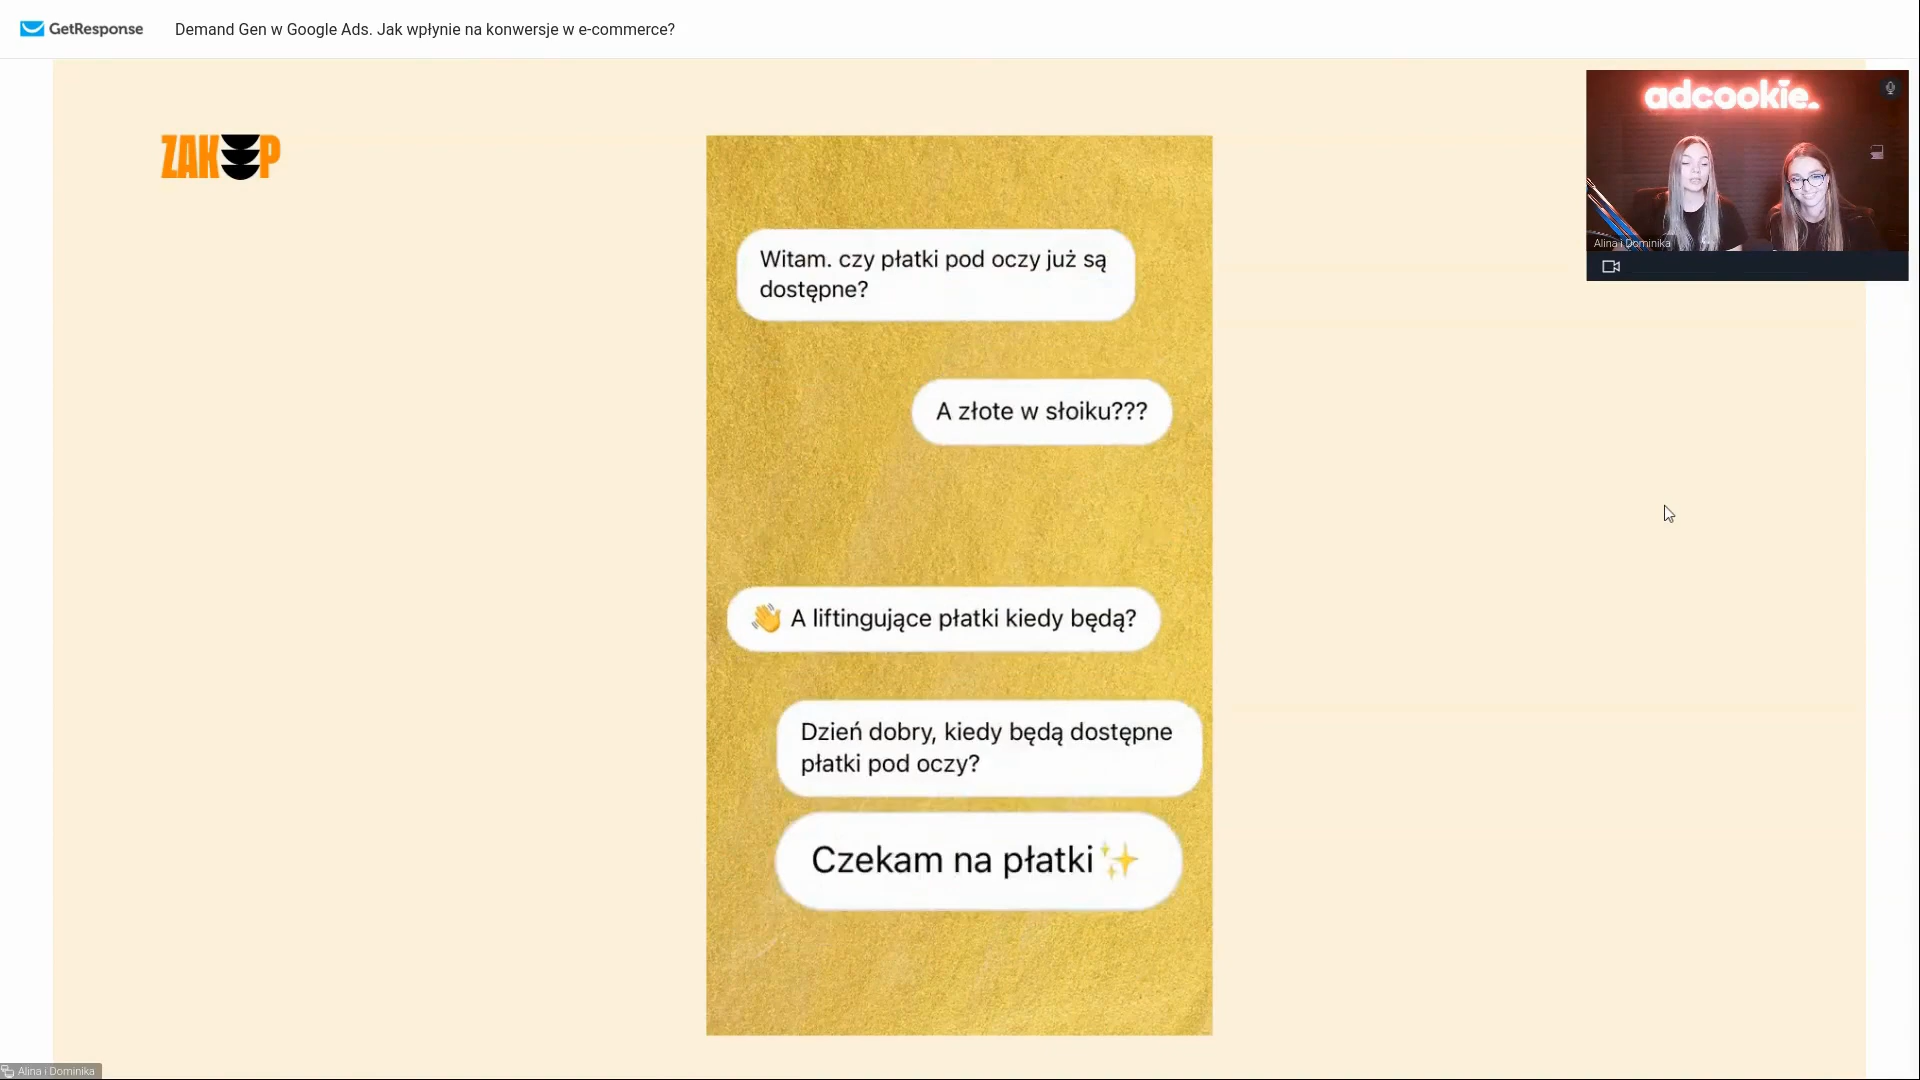 GetResponse
Demand Gen w Google Ads. Jak wpłynie na konwersje w e-commerce?
adcookie.
Alina i Dominika
ZAKUP
Witam. czy płatki pod oczy już są
dostępne?
A złote w słoiku???
👋 A liftingujące płatki kiedy będą?
Dzień dobry, kiedy będą dostępne
płatki pod oczy?
Czekam na płatki✨
Alina i Dominika